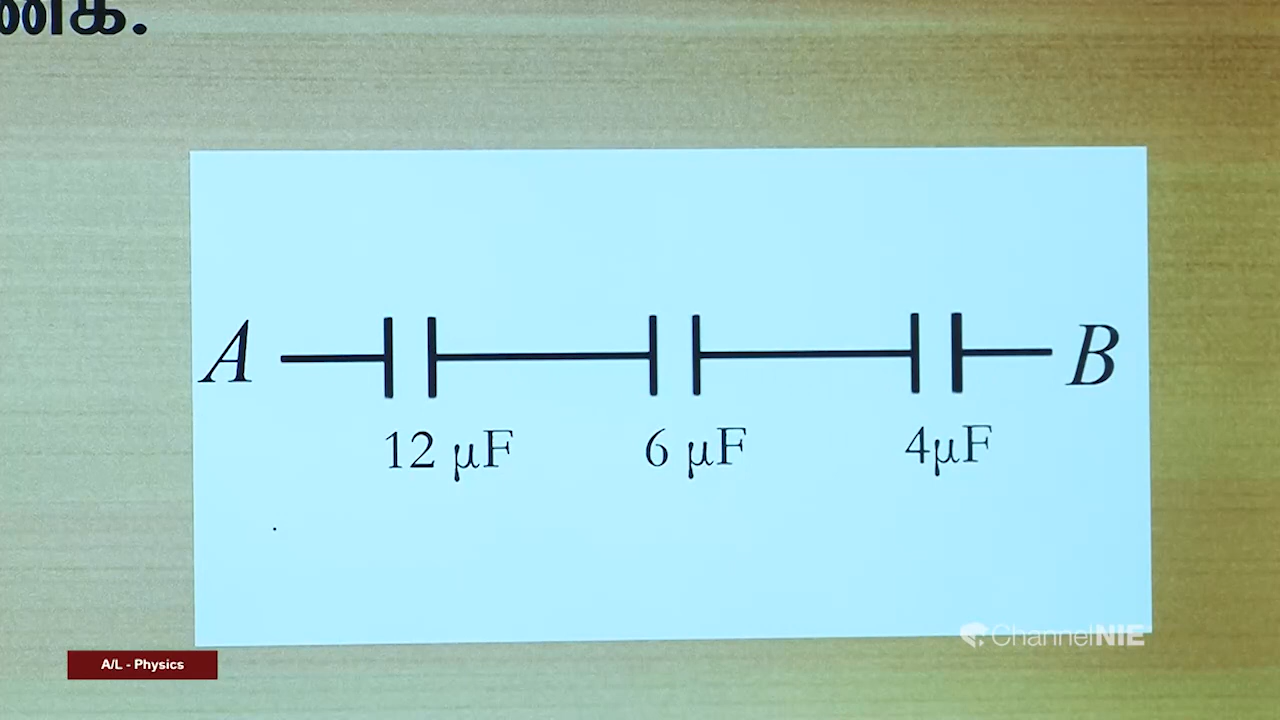 A B
12 μF 6 μF 4μF
ChannelNIE
A/L - Physics